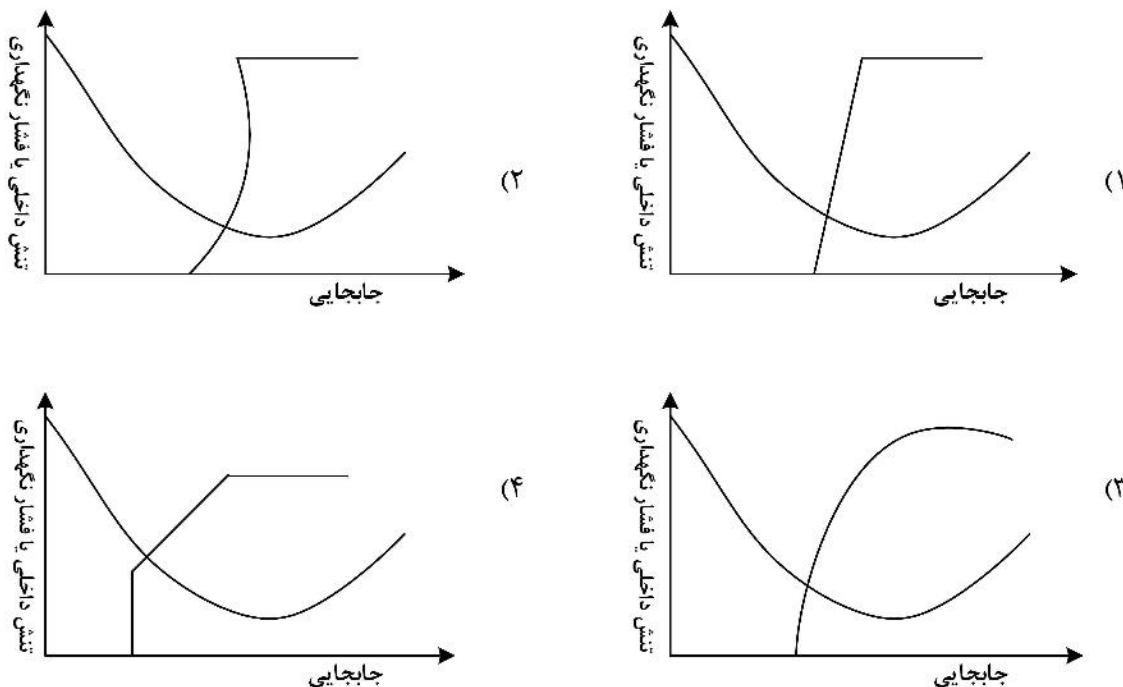 ۱)
تنش داخلی یا فشار نگهداری
جابجایی
۲)
تنش داخلی یا فشار نگهداری
جابجایی
۳)
تنش داخلی یا فشار نگهداری
جابجایی
۴)
تنش داخلی یا فشار نگهداری
جابجایی